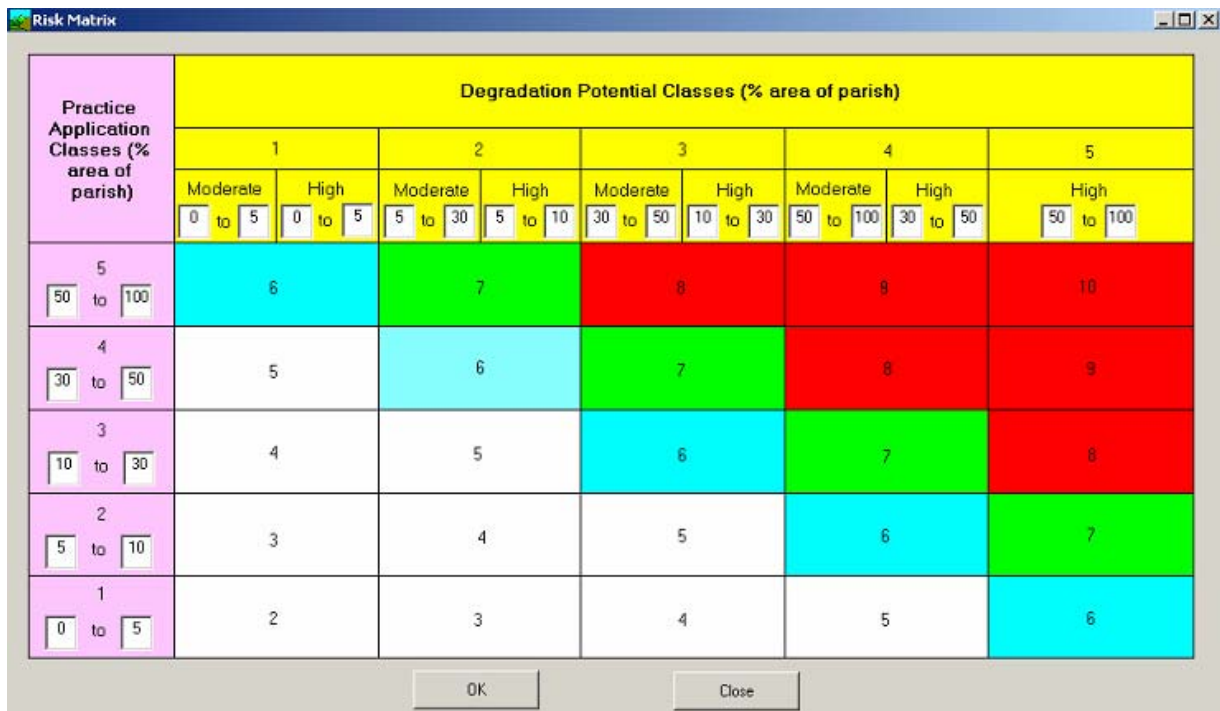 Risk Matrix
Practice
Application
Classes (%
area of
parish)
Degradation Potential Classes (% area of parish)
1 2 3 4 5
Moderate High Moderate High Moderate High Moderate High High
0 to 5 0 to 5 5 to 30 5 to 10 30 to 50 10 to 30 50 to 100 30 to 50 50 to 100
5
50 to 100
6 7 8 9 10
4
30 to 50
5 6 7 8 9
3
10 to 30
4 5 6 7 8
2
5 to 10
3 4 5 6 7
1
0 to 5
2 3 4 5 6
OK Close